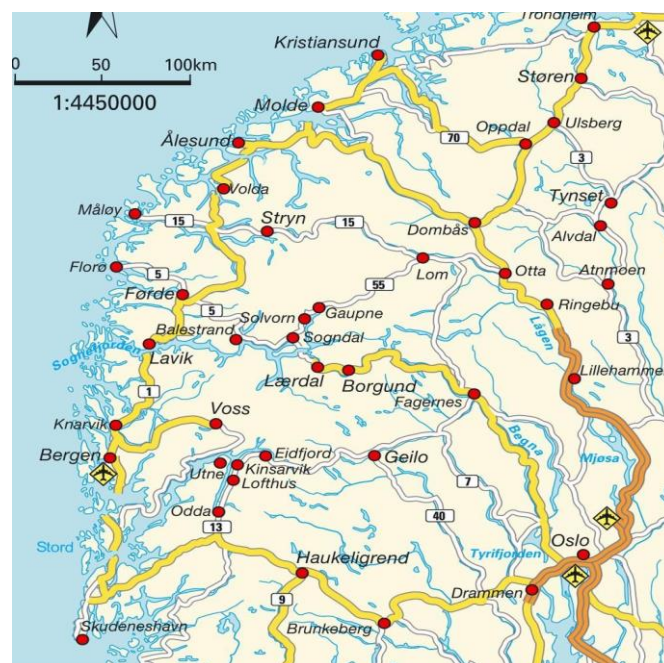 Trondheim
Kristiansund
0 50 100km
1:4450000
Støren
Molde
Oppdal
Ulsberg
70
3
Ålesund
Volda
Tynset
Måløy
15
Stryn
15
Dombås
Alvdal
Florø
5
Lom
Otta
Atnmoen
55
Førde
5
Gaupne
Solvorn
Ringebu
Balestrand
Sognefjorden
Sogndal
Lågen
3
Lavik
Lærdal
Borgund
Lillehammer
1
Fagernes
Knarvik
Voss
Begna
Bergen
Eidfjord
Geilo
Mjøsa
Utne
Kinsarvik
Lofthus
7
Odda
40
13
Stord
Tyrifjorden
Oslo
Haukeligrend
Drammen
9
Skudeneshavn
Brunkeberg